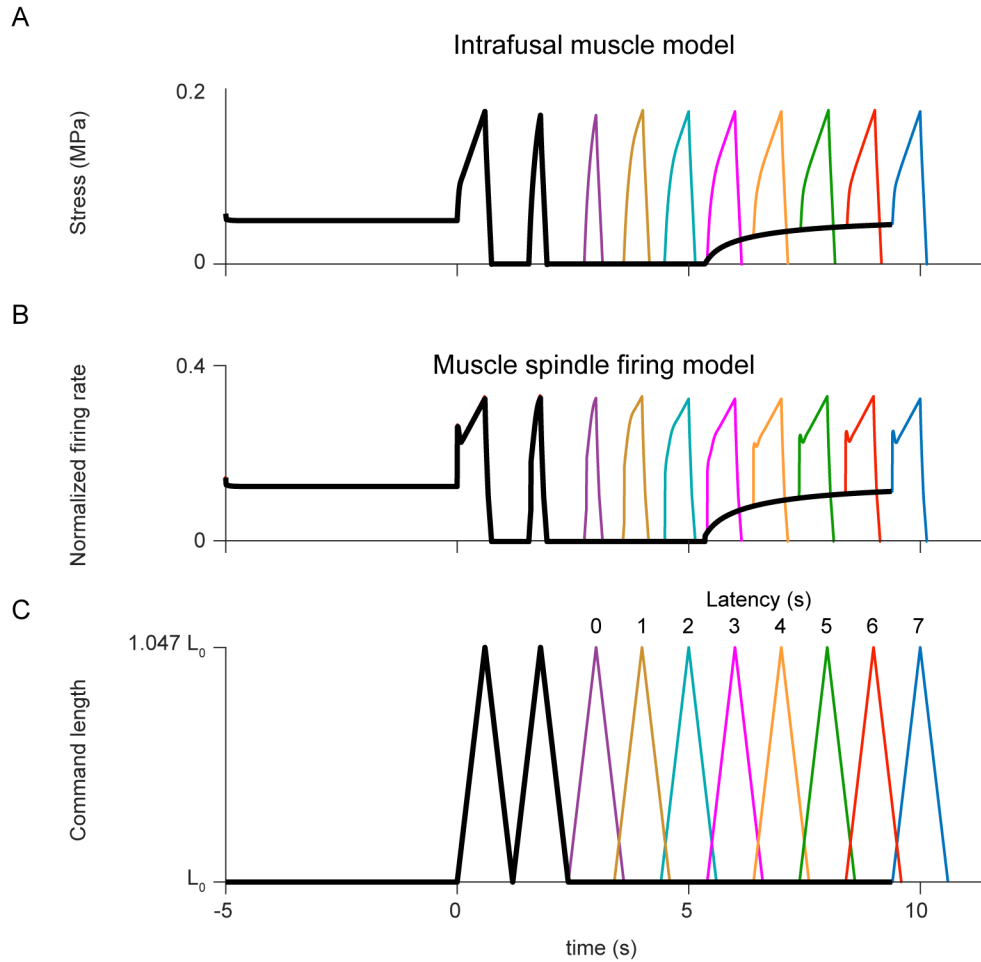 A
Intrafusal muscle model
0.2
Stress (MPa)
0
B
Muscle spindle firing model
0.4
Normalized firing rate
0
C
Latency (s)
0 1 2 3 4 5 6 7
1.047 L₀
Command length
L₀
-5 0 5 10
time (s)